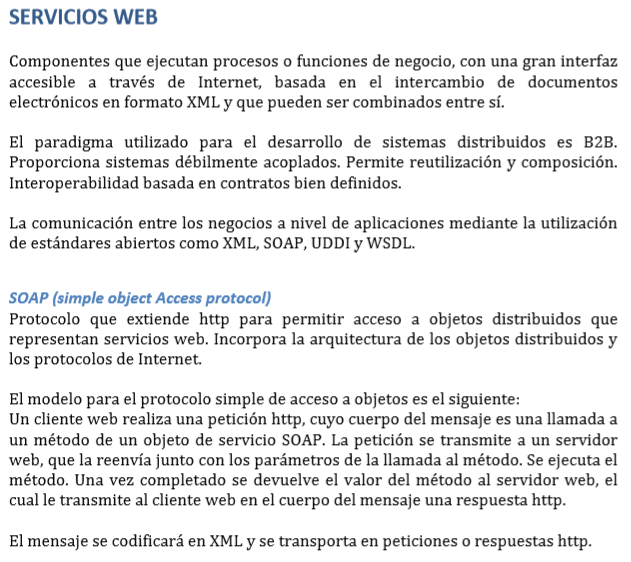 SERVICIOS WEB
Componentes que ejecutan procesos o funciones de negocio, con una gran interfaz
accesible a través de Internet, basada en el intercambio de documentos
electrónicos en formato XML y que pueden ser combinados entre sí.
El paradigma utilizado para el desarrollo de sistemas distribuidos es B2B.
Proporciona sistemas débilmente acoplados. Permite reutilización y composición.
Interoperabilidad basada en contratos bien definidos.
La comunicación entre los negocios a nivel de aplicaciones mediante la utilización
de estándares abiertos como XML, SOAP, UDDI y WSDL.
SOAP (simple object Access protocol)
Protocolo que extiende http para permitir acceso a objetos distribuidos que
representan servicios web. Incorpora la arquitectura de los objetos distribuidos y
los protocolos de Internet.
El modelo para el protocolo simple de acceso a objetos es el siguiente:
Un cliente web realiza una petición http, cuyo cuerpo del mensaje es una llamada a
un método de un objeto de servicio SOAP. La petición se transmite a un servidor
web, que la reenvía junto con los parámetros de la llamada al método. Se ejecuta el
método. Una vez completado se devuelve el valor del método al servidor web, el
cual le transmite al cliente web en el cuerpo del mensaje una respuesta http.
El mensaje se codificará en XML y se transporta en peticiones o respuestas http.